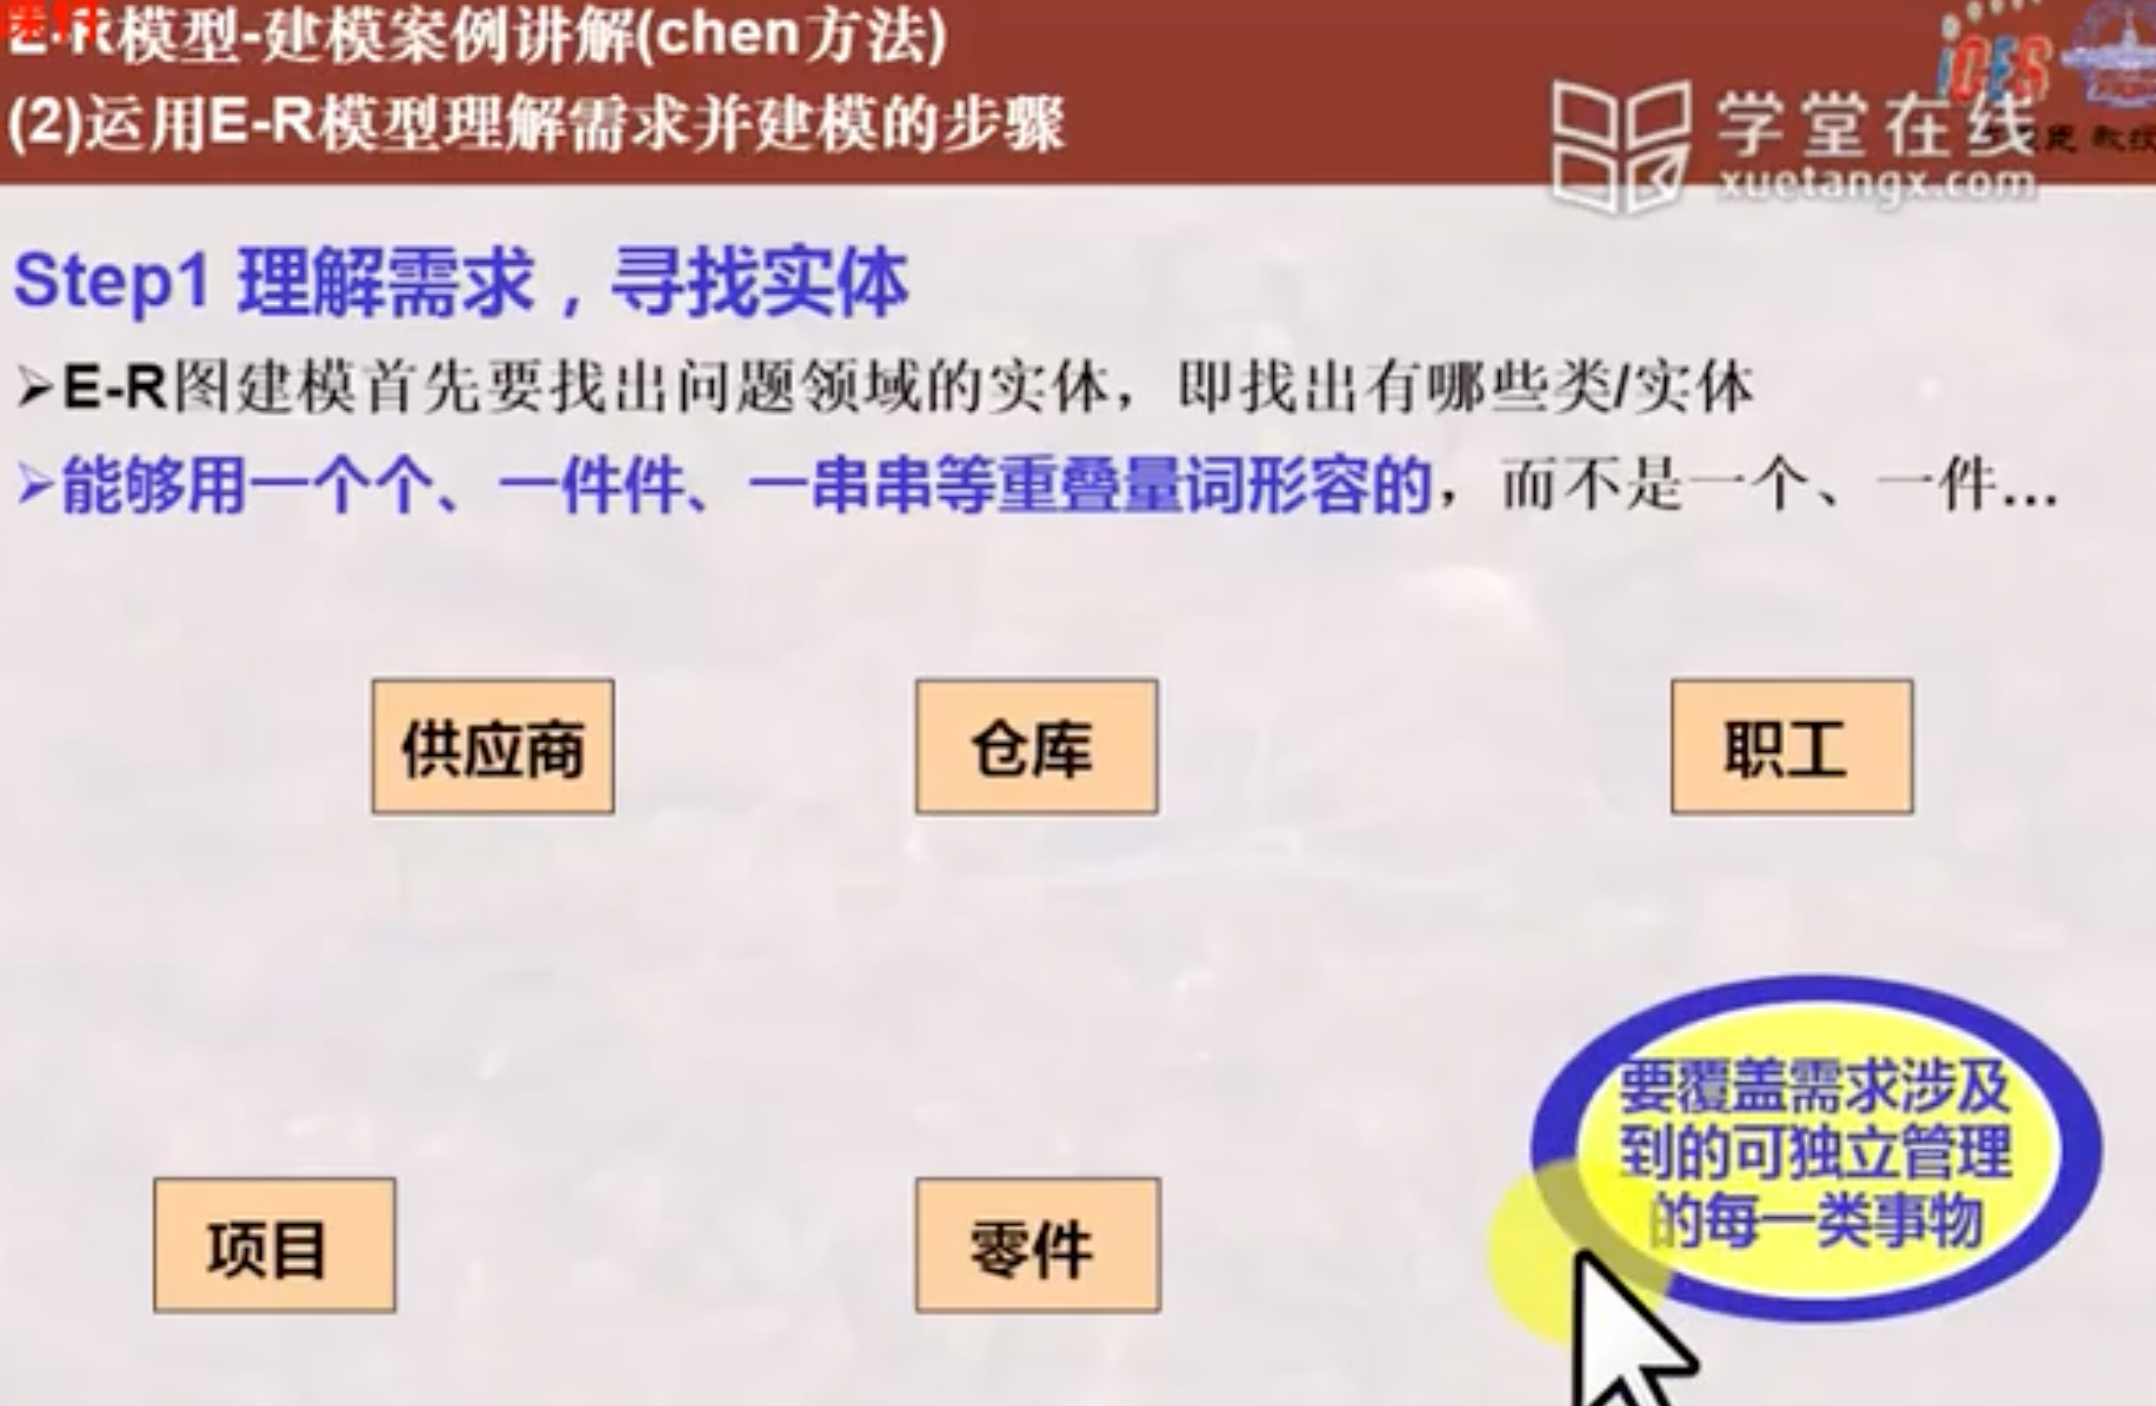 E-R模型-建模案例讲解(chen方法)
(2)运用E-R模型理解需求并建模的步骤
学堂在线
xuetangx.com
教授
Step1 理解需求，寻找实体
➢E-R图建模首先要找出问题领域的实体，即找出有哪些类/实体
➢能够用一个个、一件件、一串串等重叠量词形容的，而不是一个、一件…
供应商
仓库
职工
项目
零件
要覆盖需求涉及
到的可独立管理
的每一类事物